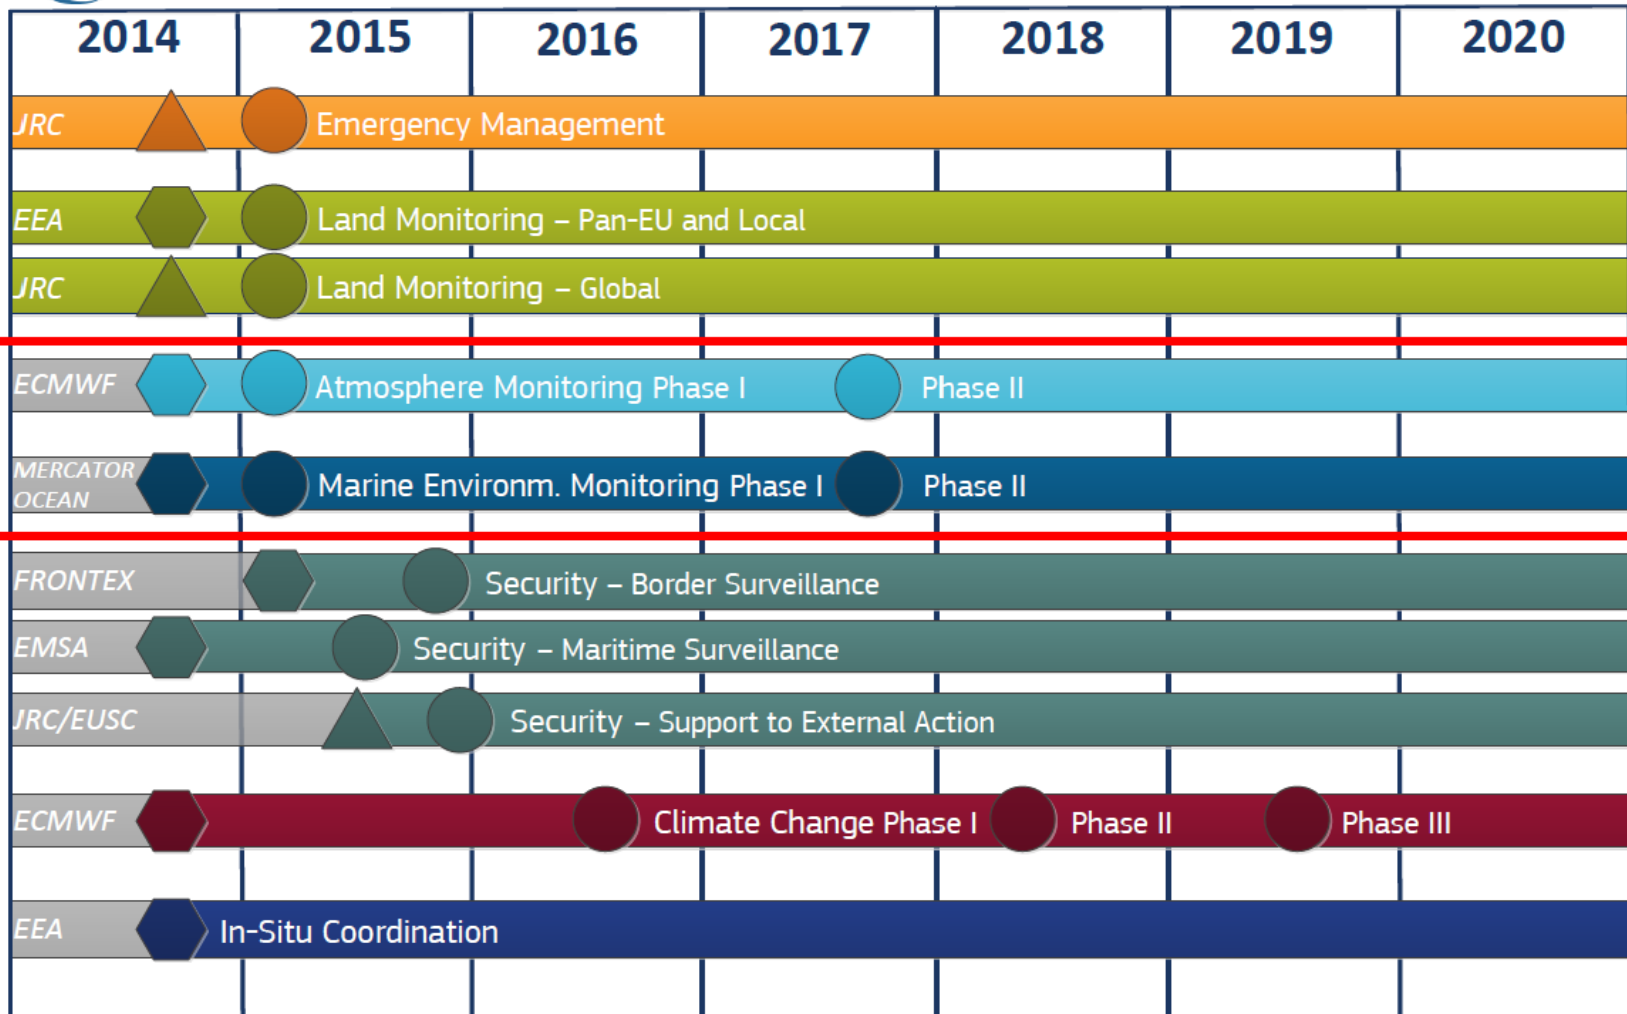 2014 2015 2016 2017 2018 2019 2020
JRC Emergency Management
EEA Land Monitoring – Pan-EU and Local
JRC Land Monitoring – Global
ECMWF Atmosphere Monitoring Phase I Phase II
MERCATOR
OCEAN Marine Environm. Monitoring Phase I Phase II
FRONTEX Security – Border Surveillance
EMSA Security – Maritime Surveillance
JRC/EUSC Security – Support to External Action
ECMWF Climate Change Phase I Phase II Phase III
EEA In-Situ Coordination